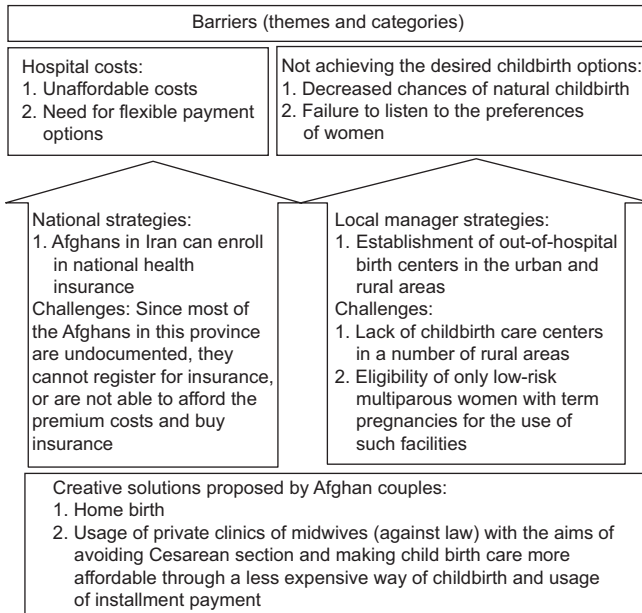 Barriers (themes and categories)
Hospital costs:
1. Unaffordable costs
2. Need for flexible payment
options
Not achieving the desired childbirth options:
1. Decreased chances of natural childbirth
2. Failure to listen to the preferences
of women
National strategies:
1. Afghans in Iran can enroll
in national health
insurance
Challenges: Since most of
the Afghans in this province
are undocumented, they
cannot register for insurance,
or are not able to afford the
premium costs and buy
insurance
Local manager strategies:
1. Establishment of out-of-hospital
birth centers in the urban and
rural areas
Challenges:
1. Lack of childbirth care centers
in a number of rural areas
2. Eligibility of only low-risk
multiparous women with term
pregnancies for the use of
such facilities
Creative solutions proposed by Afghan couples:
1. Home birth
2. Usage of private clinics of midwives (against law) with the aims of
avoiding Cesarean section and making child birth care more
affordable through a less expensive way of childbirth and usage
of installment payment